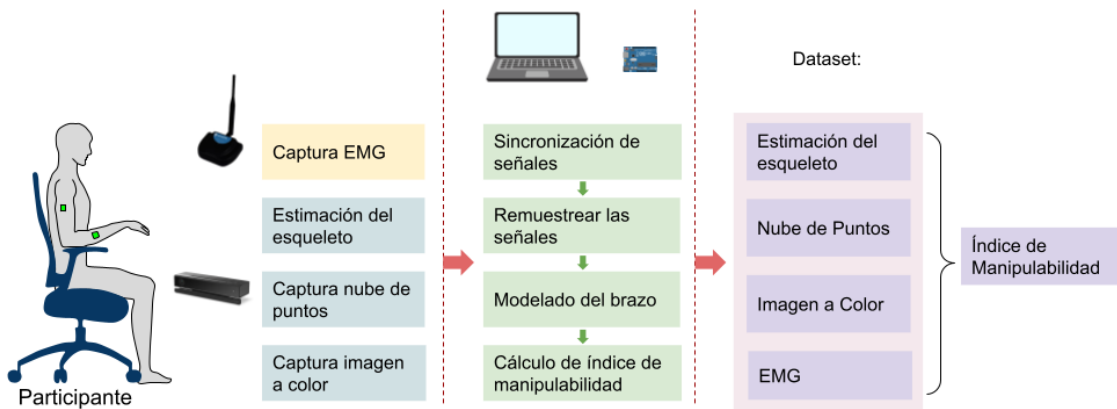 Dataset:
Captura EMG
Estimación del
esqueleto
Captura nube de
puntos
Captura imagen
a color
Participante
Sincronización de
señales
Remuestrear las
señales
Modelado del brazo
Cálculo de índice de
manipulabilidad
Estimación del
esqueleto
Nube de Puntos
Imagen a Color
EMG
Índice de
Manipulabilidad